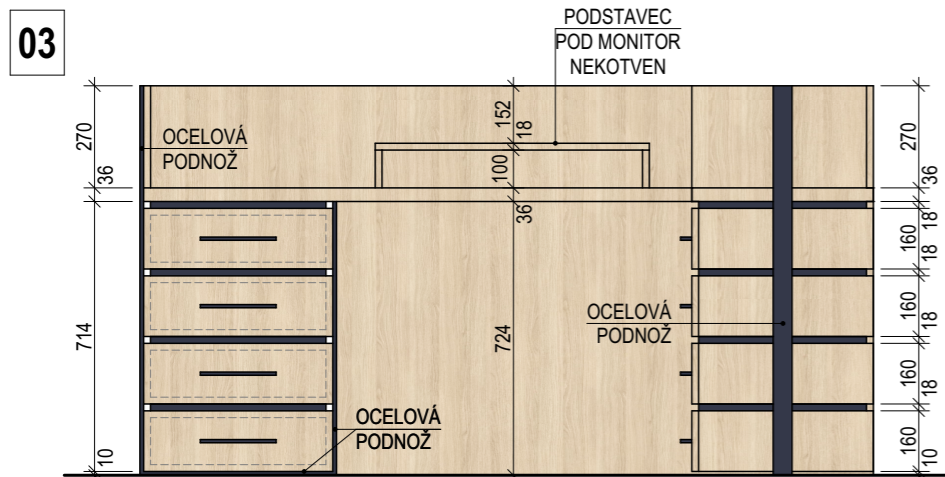 03
PODSTAVEC
POD MONITOR
NEKOTVEN
270
36
714
10
OCELOVÁ
PODNOŽ
152
18
100
36
724
OCELOVÁ
PODNOŽ
OCELOVÁ
PODNOŽ
270
36
18
160
18
160
18
160
18
160
10